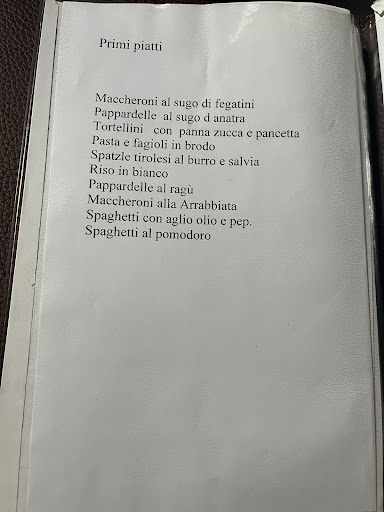 Primi piatti
Maccheroni al sugo di fegatini
Pappardelle al sugo d anatra
Tortellini con panna zucca e pancetta
Pasta e fagioli in brodo
Spatzle tirolesi al burro e salvia
Riso in bianco
Pappardelle al ragù
Maccheroni alla Arrabbiata
Spaghetti con aglio olio e pep.
Spaghetti al pomodoro